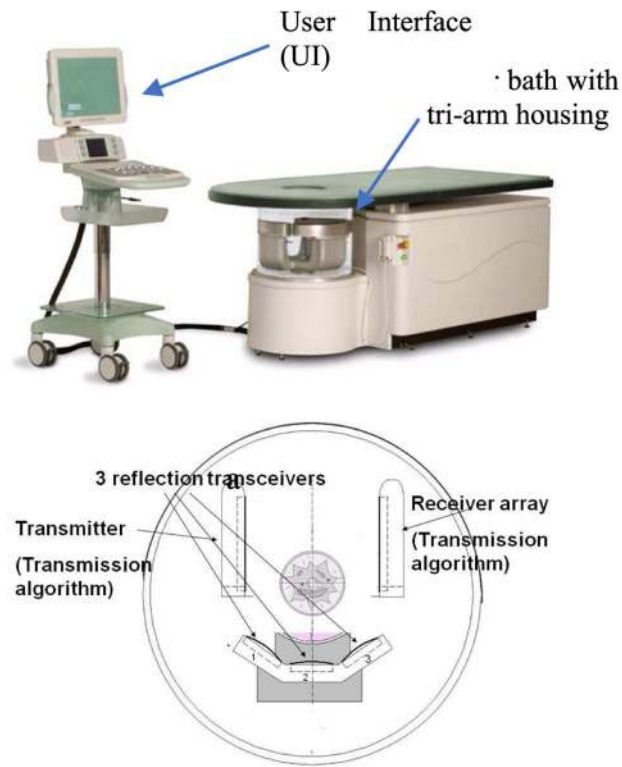 User Interface
(UI)
bath with
tri-arm housing
a
3 reflection transceivers
Transmitter
(Transmission
algorithm)
Receiver array
(Transmission
algorithm)
1
2
3